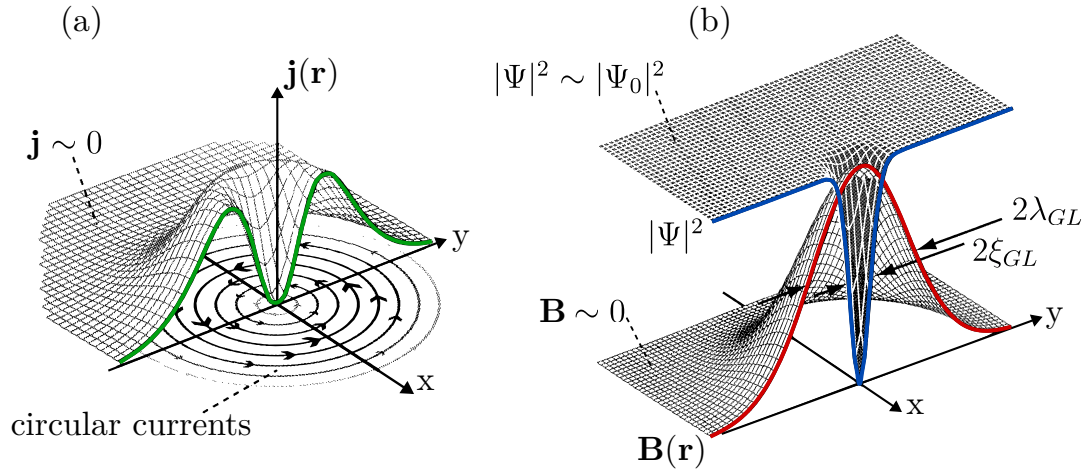 (a)
j(r)
j ∼ 0
y
x
circular currents
(b)
|Ψ|² ∼ |Ψ₀|²
|Ψ|²
2λ_GL
2ξ_GL
B ∼ 0
y
x
B(r)